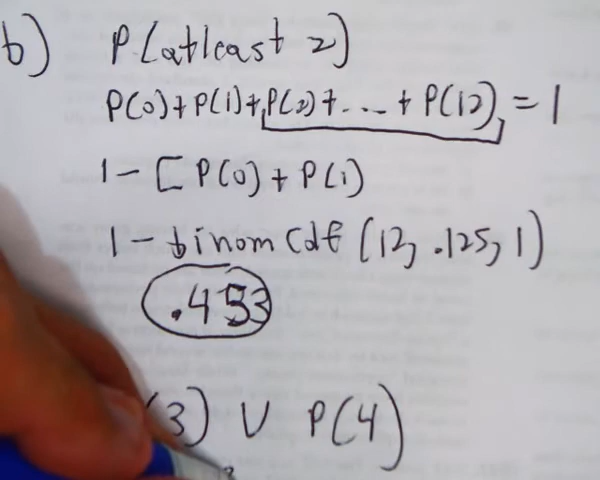 b) P(atleast 2)
P(0)+P(1)+P(2)+...+P(12)=1
1-[P(0)+P(1)
1-binomcdf(12,.125,1)
.453
(3) U P(4)